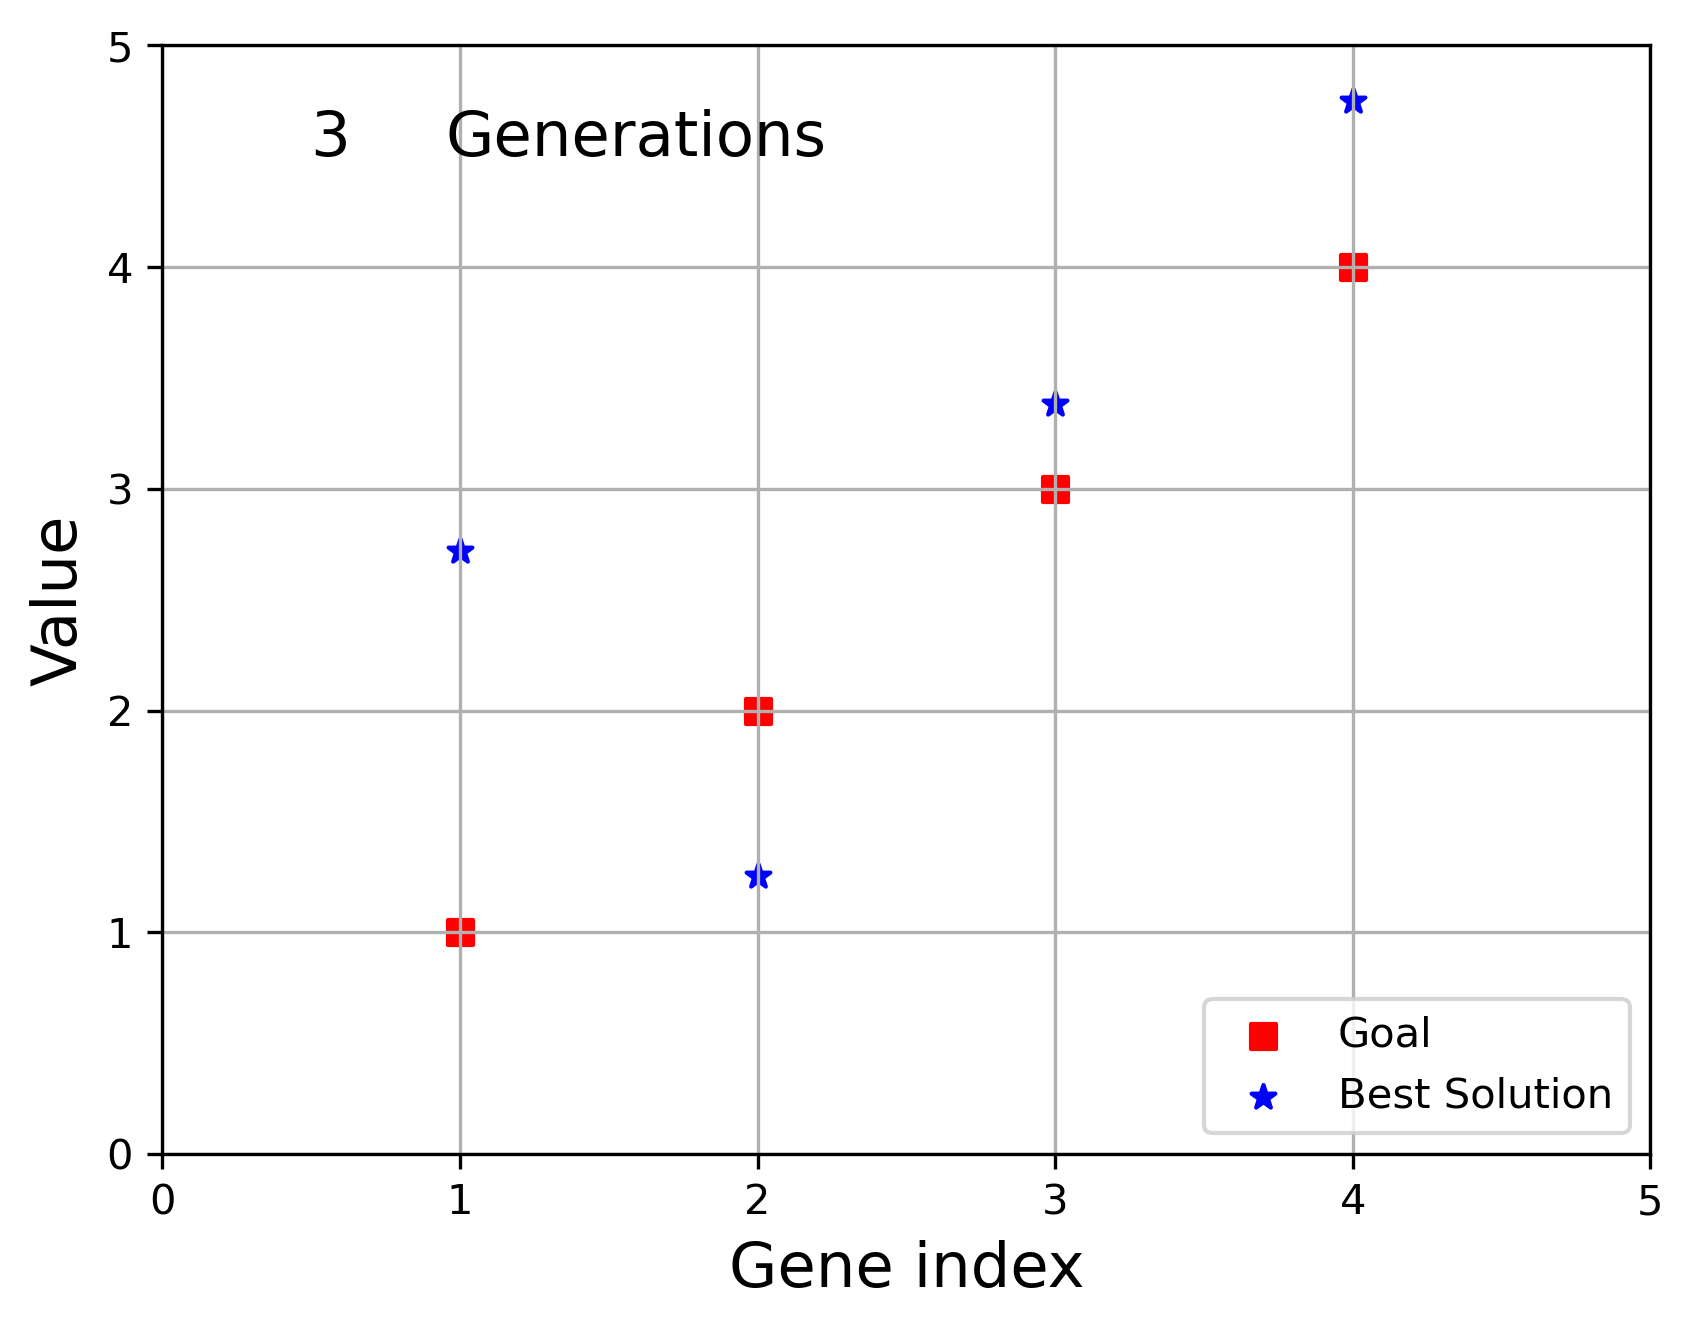 5
3 Generations
4
3
2
1
0
Value
Goal
Best Solution
0 1 2 3 4 5
Gene index